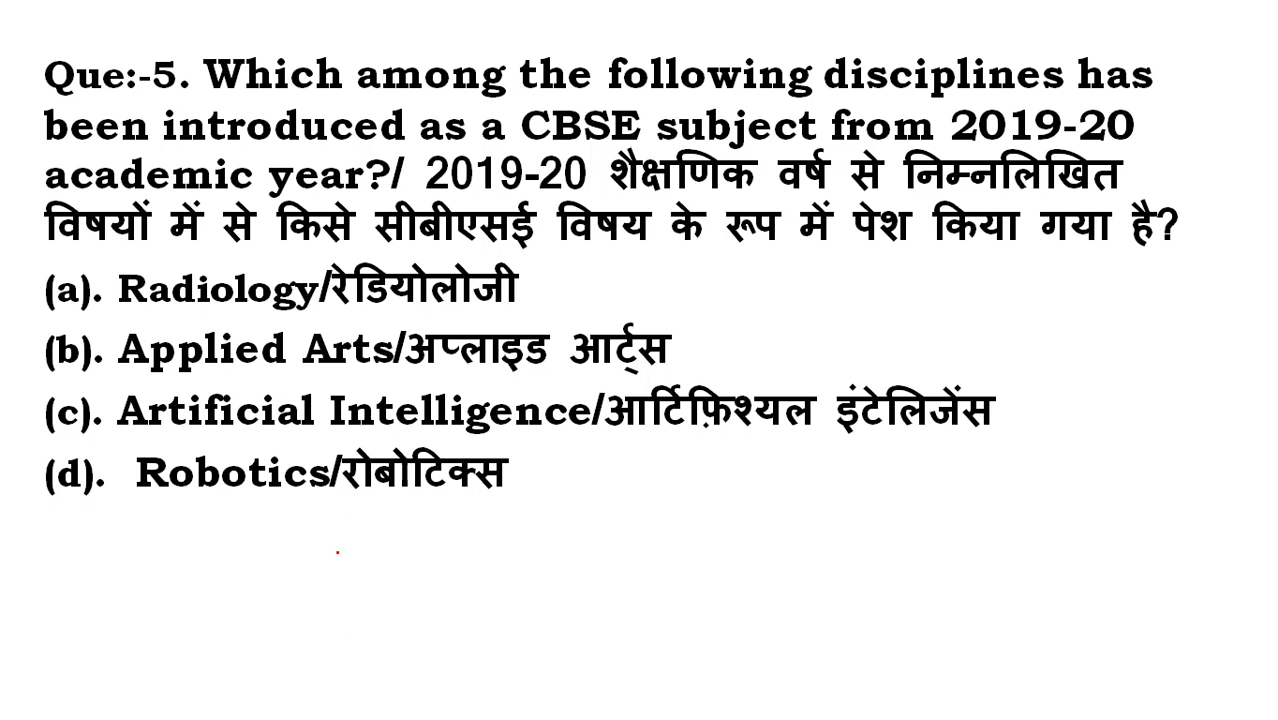 Que:-5. Which among the following disciplines has
been introduced as a CBSE subject from 2019-20
academic year?/ 2019-20 शैक्षणिक वर्ष से निम्नलिखित
विषयों में से किसे सीबीएसई विषय के रूप में पेश किया गया है?
(a). Radiology/रेडियोलोजी
(b). Applied Arts/अप्लाइड आर्ट्स
(c). Artificial Intelligence/आर्टिफ़िश्यल इंटेलिजेंस
(d). Robotics/रोबोटिक्स